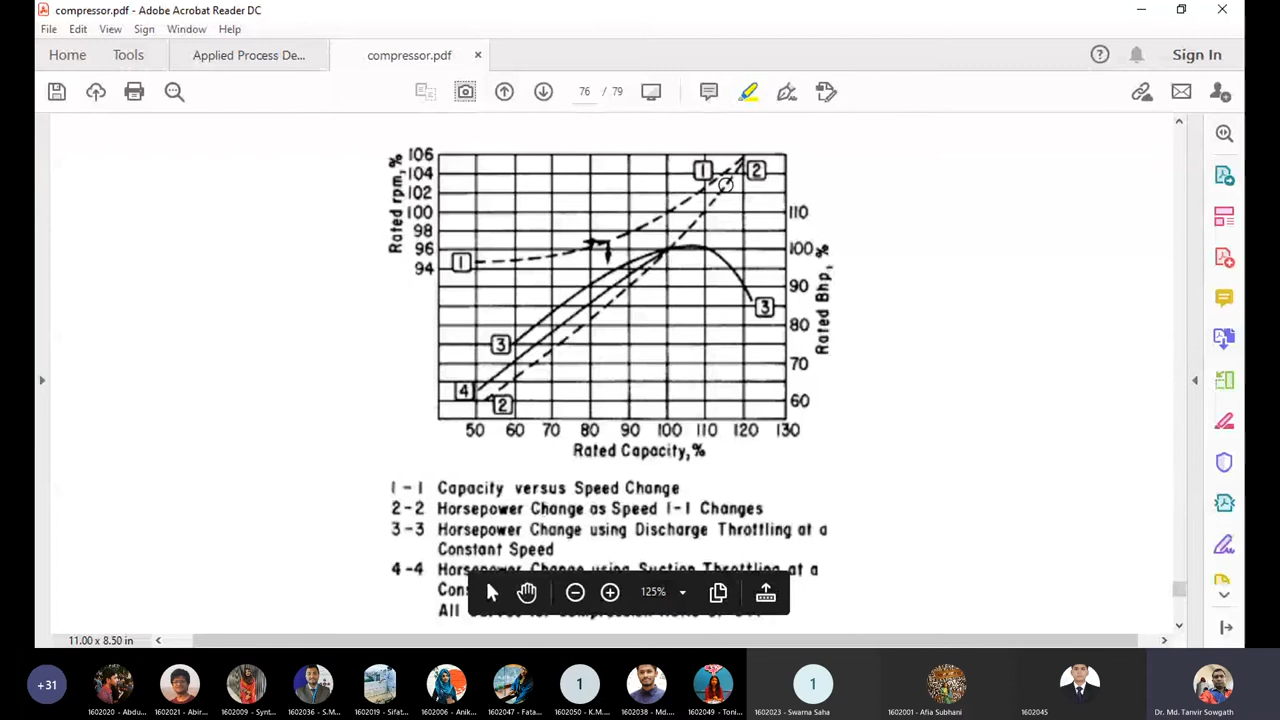 compressor.pdf - Adobe Acrobat Reader DC
File Edit View Sign Window Help
Home Tools Applied Process De... compressor.pdf × Sign In
76 / 79
Rated rpm, %
106
104
102
100
98
96
94
1 2
110
100
90
80
70
60
Rated Bhp, %
1
3
3
4
2
50 60 70 80 90 100 110 120 130
Rated Capacity,%
1-1 Capacity versus Speed Change
2-2 Horsepower Change as Speed 1-1 Changes
3-3 Horsepower Change using Discharge Throttling at a
Constant Speed
4-4 Horsepower Change using Suction Throttling at a
All
125%
11.00 x 8.50 in
+31 1 1
1602020 - Abdu... 1602021 - Abir... 1602009 - Synt... 1602036 - S.M... 1602019 - Sifat... 1602006 - Anik... 1602004 - Fata... 1602050 - K.M... 1602038 - Md.... 1602049 - Toni... 1602023 - Swarna Saha 1602001 - Afia Subhani 1602045 Dr. Md. Tanvir Sowgath